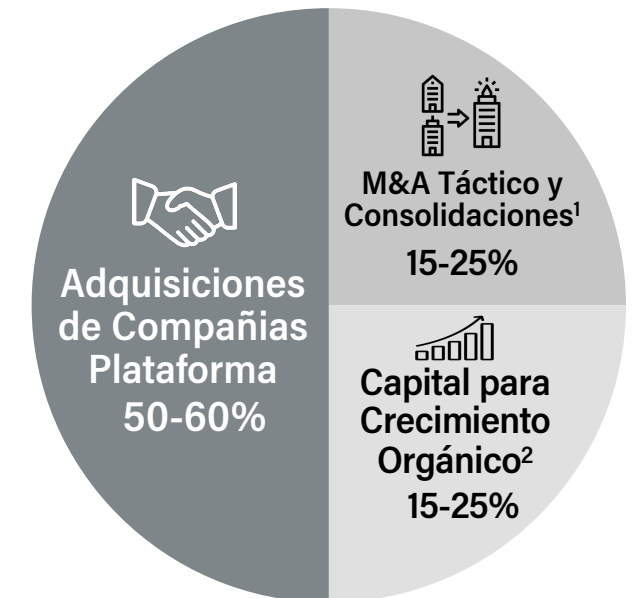 Adquisiciones
de Compañias
Plataforma
50-60%
M&A Táctico y
Consolidaciones¹
15-25%
Capital para
Crecimiento
Orgánico²
15-25%